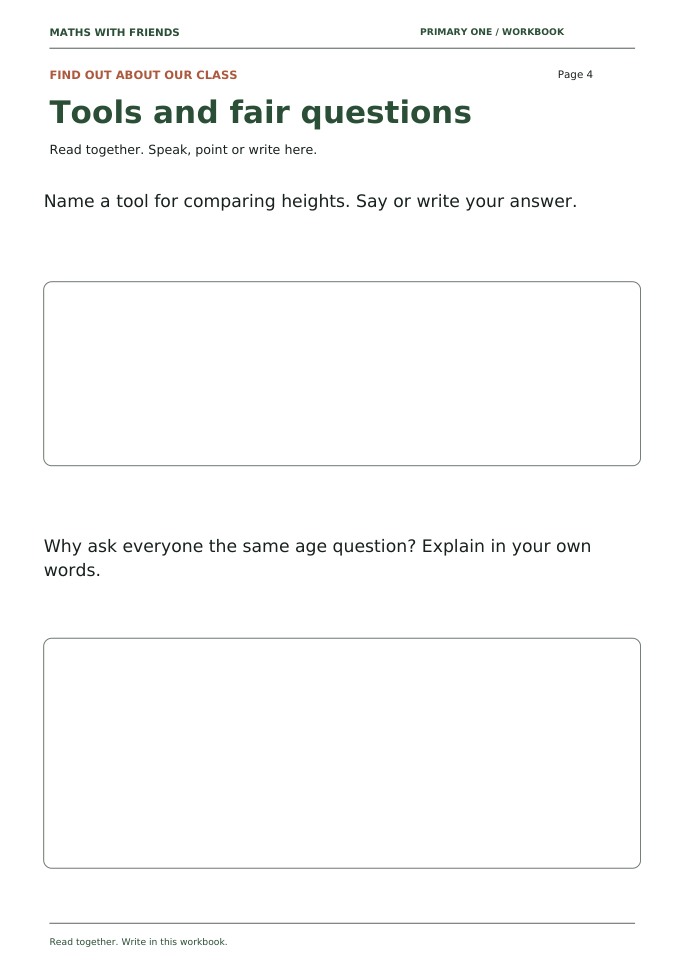 MATHS WITH FRIENDS
PRIMARY ONE / WORKBOOK
FIND OUT ABOUT OUR CLASS
Page 4
Tools and fair questions
Read together. Speak, point or write here.
Name a tool for comparing heights. Say or write your answer.
Why ask everyone the same age question? Explain in your own
words.
Read together. Write in this workbook.